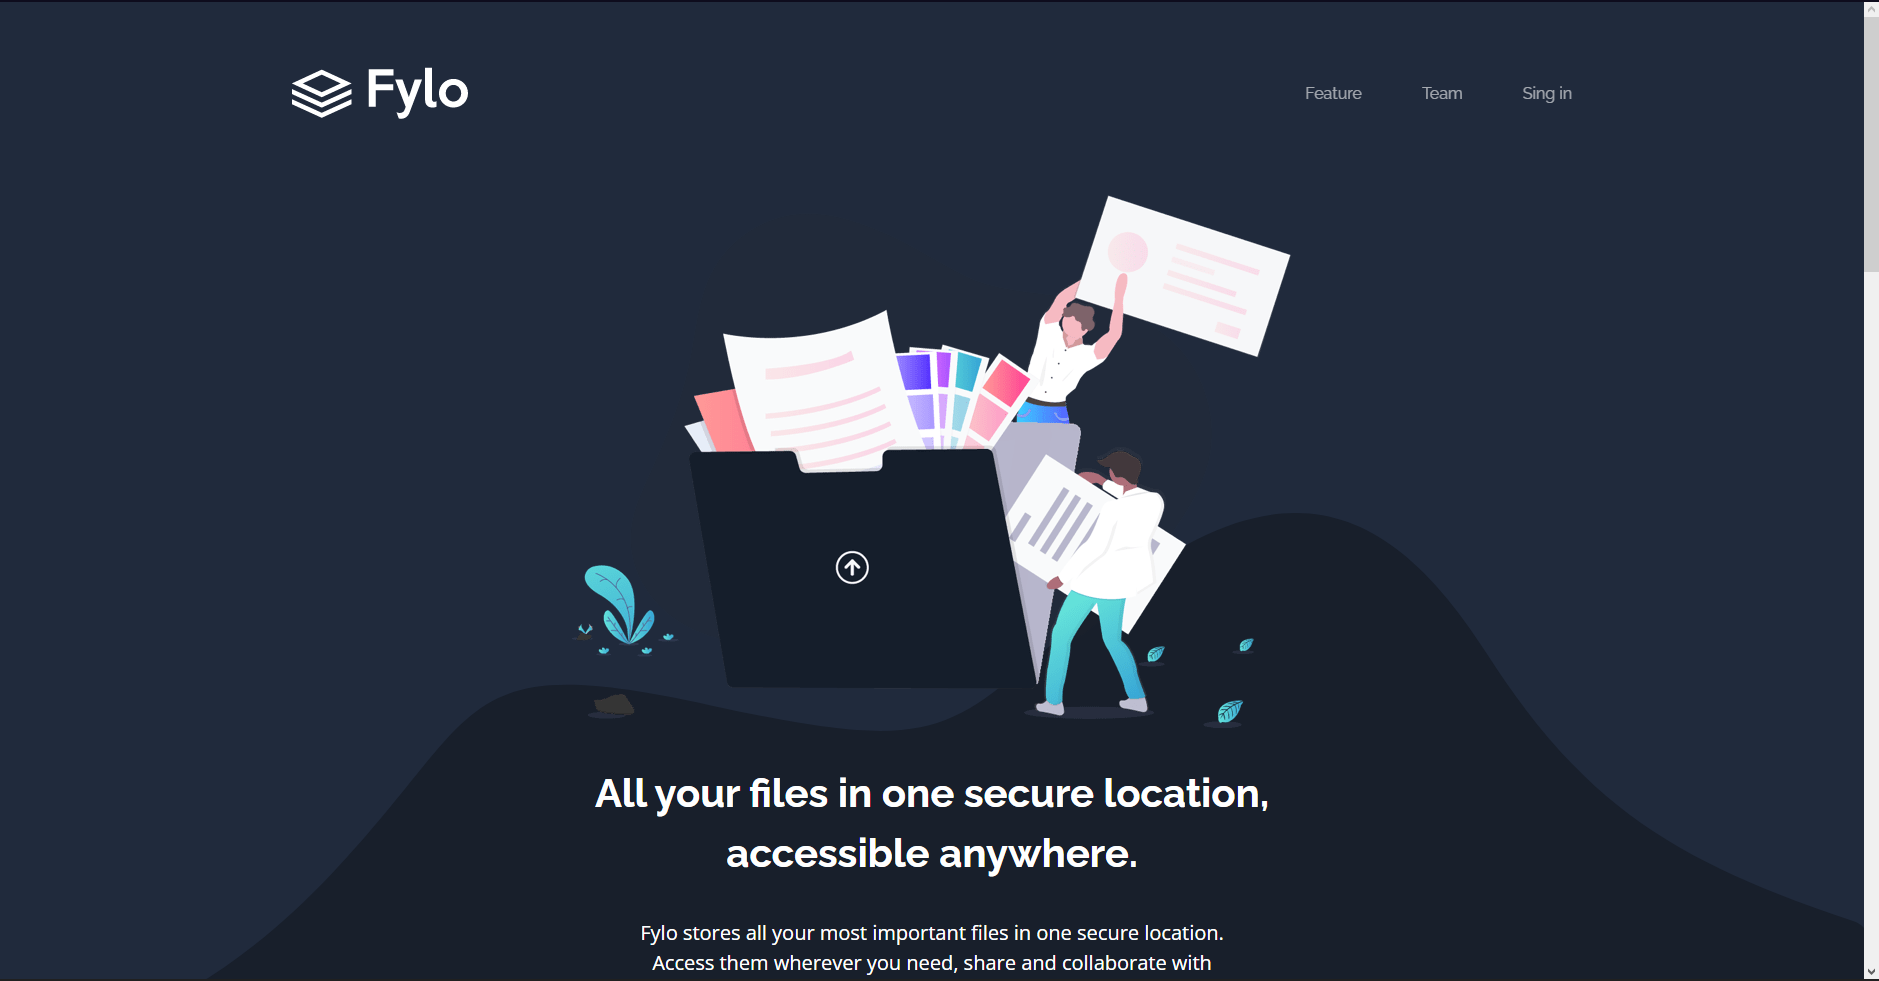 Fylo
Feature Team Sing in
All your files in one secure location,
accessible anywhere.
Fylo stores all your most important files in one secure location.
Access them wherever you need, share and collaborate with